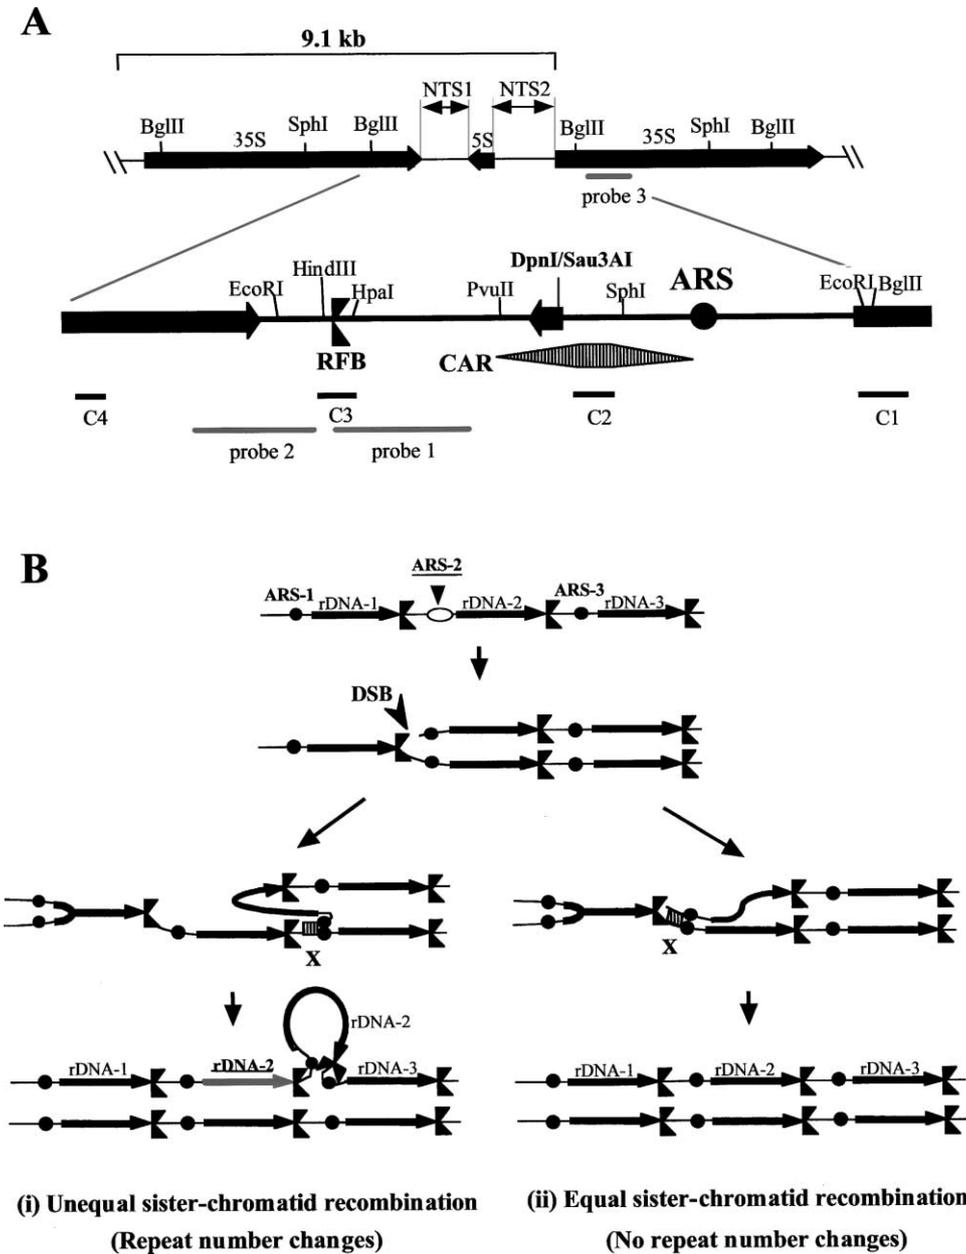 A
9.1 kb
NTS1 NTS2
BglII 35S SphI BglII 5S BglII 35S SphI BglII
probe 3
DpnI/Sau3AI
EcoRI HindIII HpaI PvuII SphI ARS EcoRI BglII
RFB CAR
C4 C3 C2 C1
probe 2 probe 1
B
ARS-2
ARS-1 rDNA-1 rDNA-2 ARS-3 rDNA-3
DSB
X X
rDNA-2
rDNA-1 rDNA-2 rDNA-3 rDNA-1 rDNA-2 rDNA-3
(i) Unequal sister-chromatid recombination
(Repeat number changes)
(ii) Equal sister-chromatid recombination
(No repeat number changes)